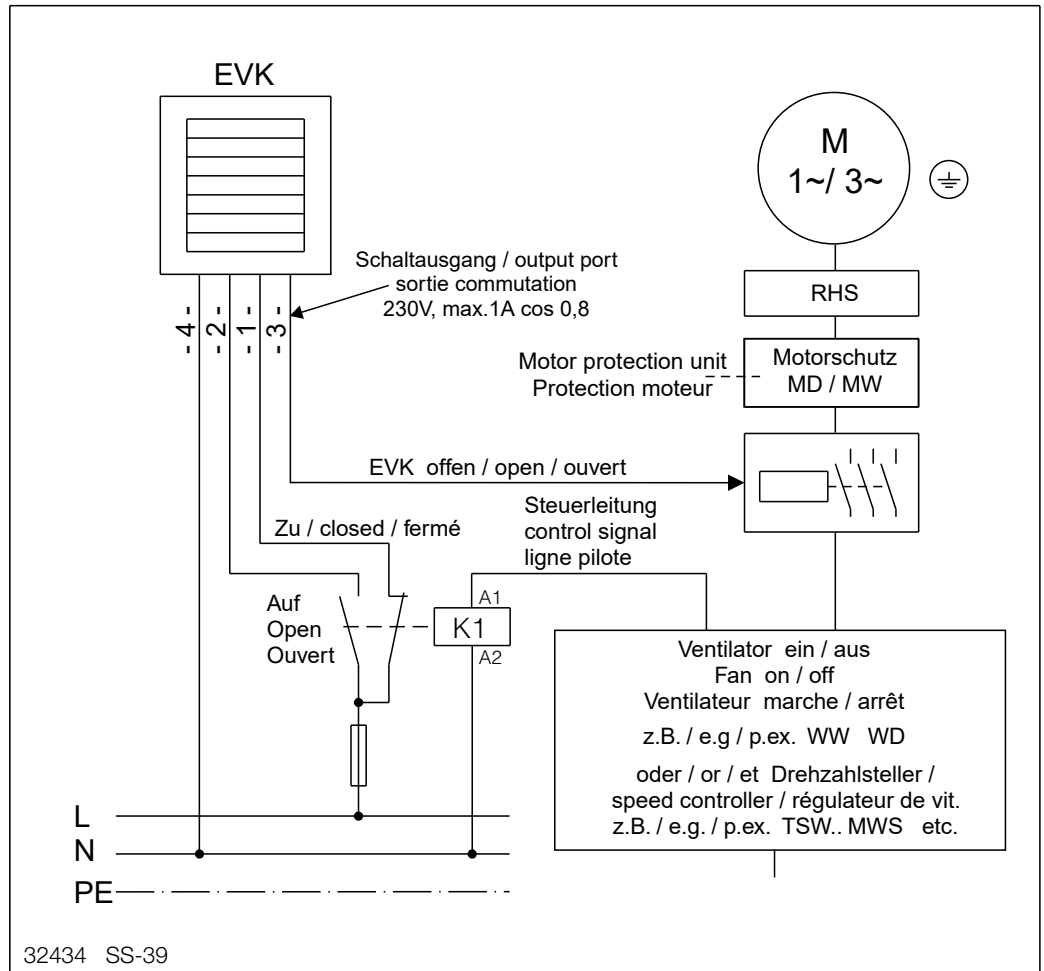 EVK
M
1~/ 3~
Schaltausgang / output port
sortie commutation
230V, max.1A cos 0,8
RHS
- 4 -
- 2 -
- 1 -
- 3 -
Motor protection unit
Protection moteur
Motorschutz
MD / MW
EVK offen / open / ouvert
Steuerleitung
control signal
ligne pilote
Zu / closed / fermé
Auf
Open
Ouvert
A1
K1
A2
Ventilator ein / aus
Fan on / off
Ventilateur marche / arrêt
z.B. / e.g / p.ex. WW WD
oder / or / et Drehzahlsteller /
speed controller / régulateur de vit.
z.B. / e.g. / p.ex. TSW.. MWS etc.
L
N
PE
32434 SS-39